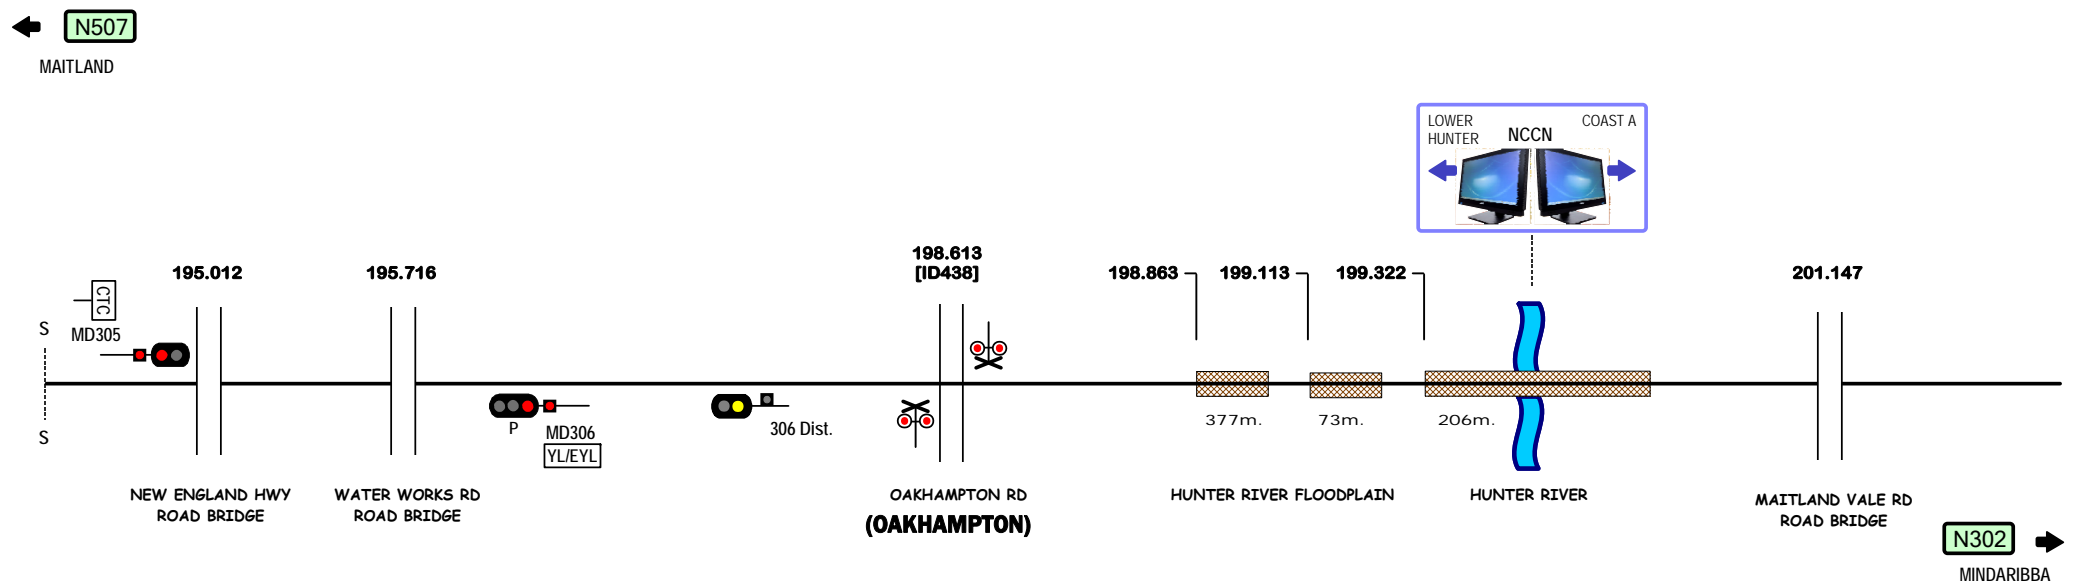 N507
MAITLAND
LOWER
HUNTER
NCCN
COAST A
198.613
[ID438]
195.012
195.716
198.863
199.113
199.322
201.147
CTC
S
MD305
377m.
73m.
206m.
P
MD306
306 Dist.
S
YL/EYL
NEW ENGLAND HWY
ROAD BRIDGE
WATER WORKS RD
ROAD BRIDGE
OAKHAMPTON RD
(OAKHAMPTON)
HUNTER RIVER FLOODPLAIN
HUNTER RIVER
MAITLAND VALE RD
ROAD BRIDGE
N302
MINDARIBBA